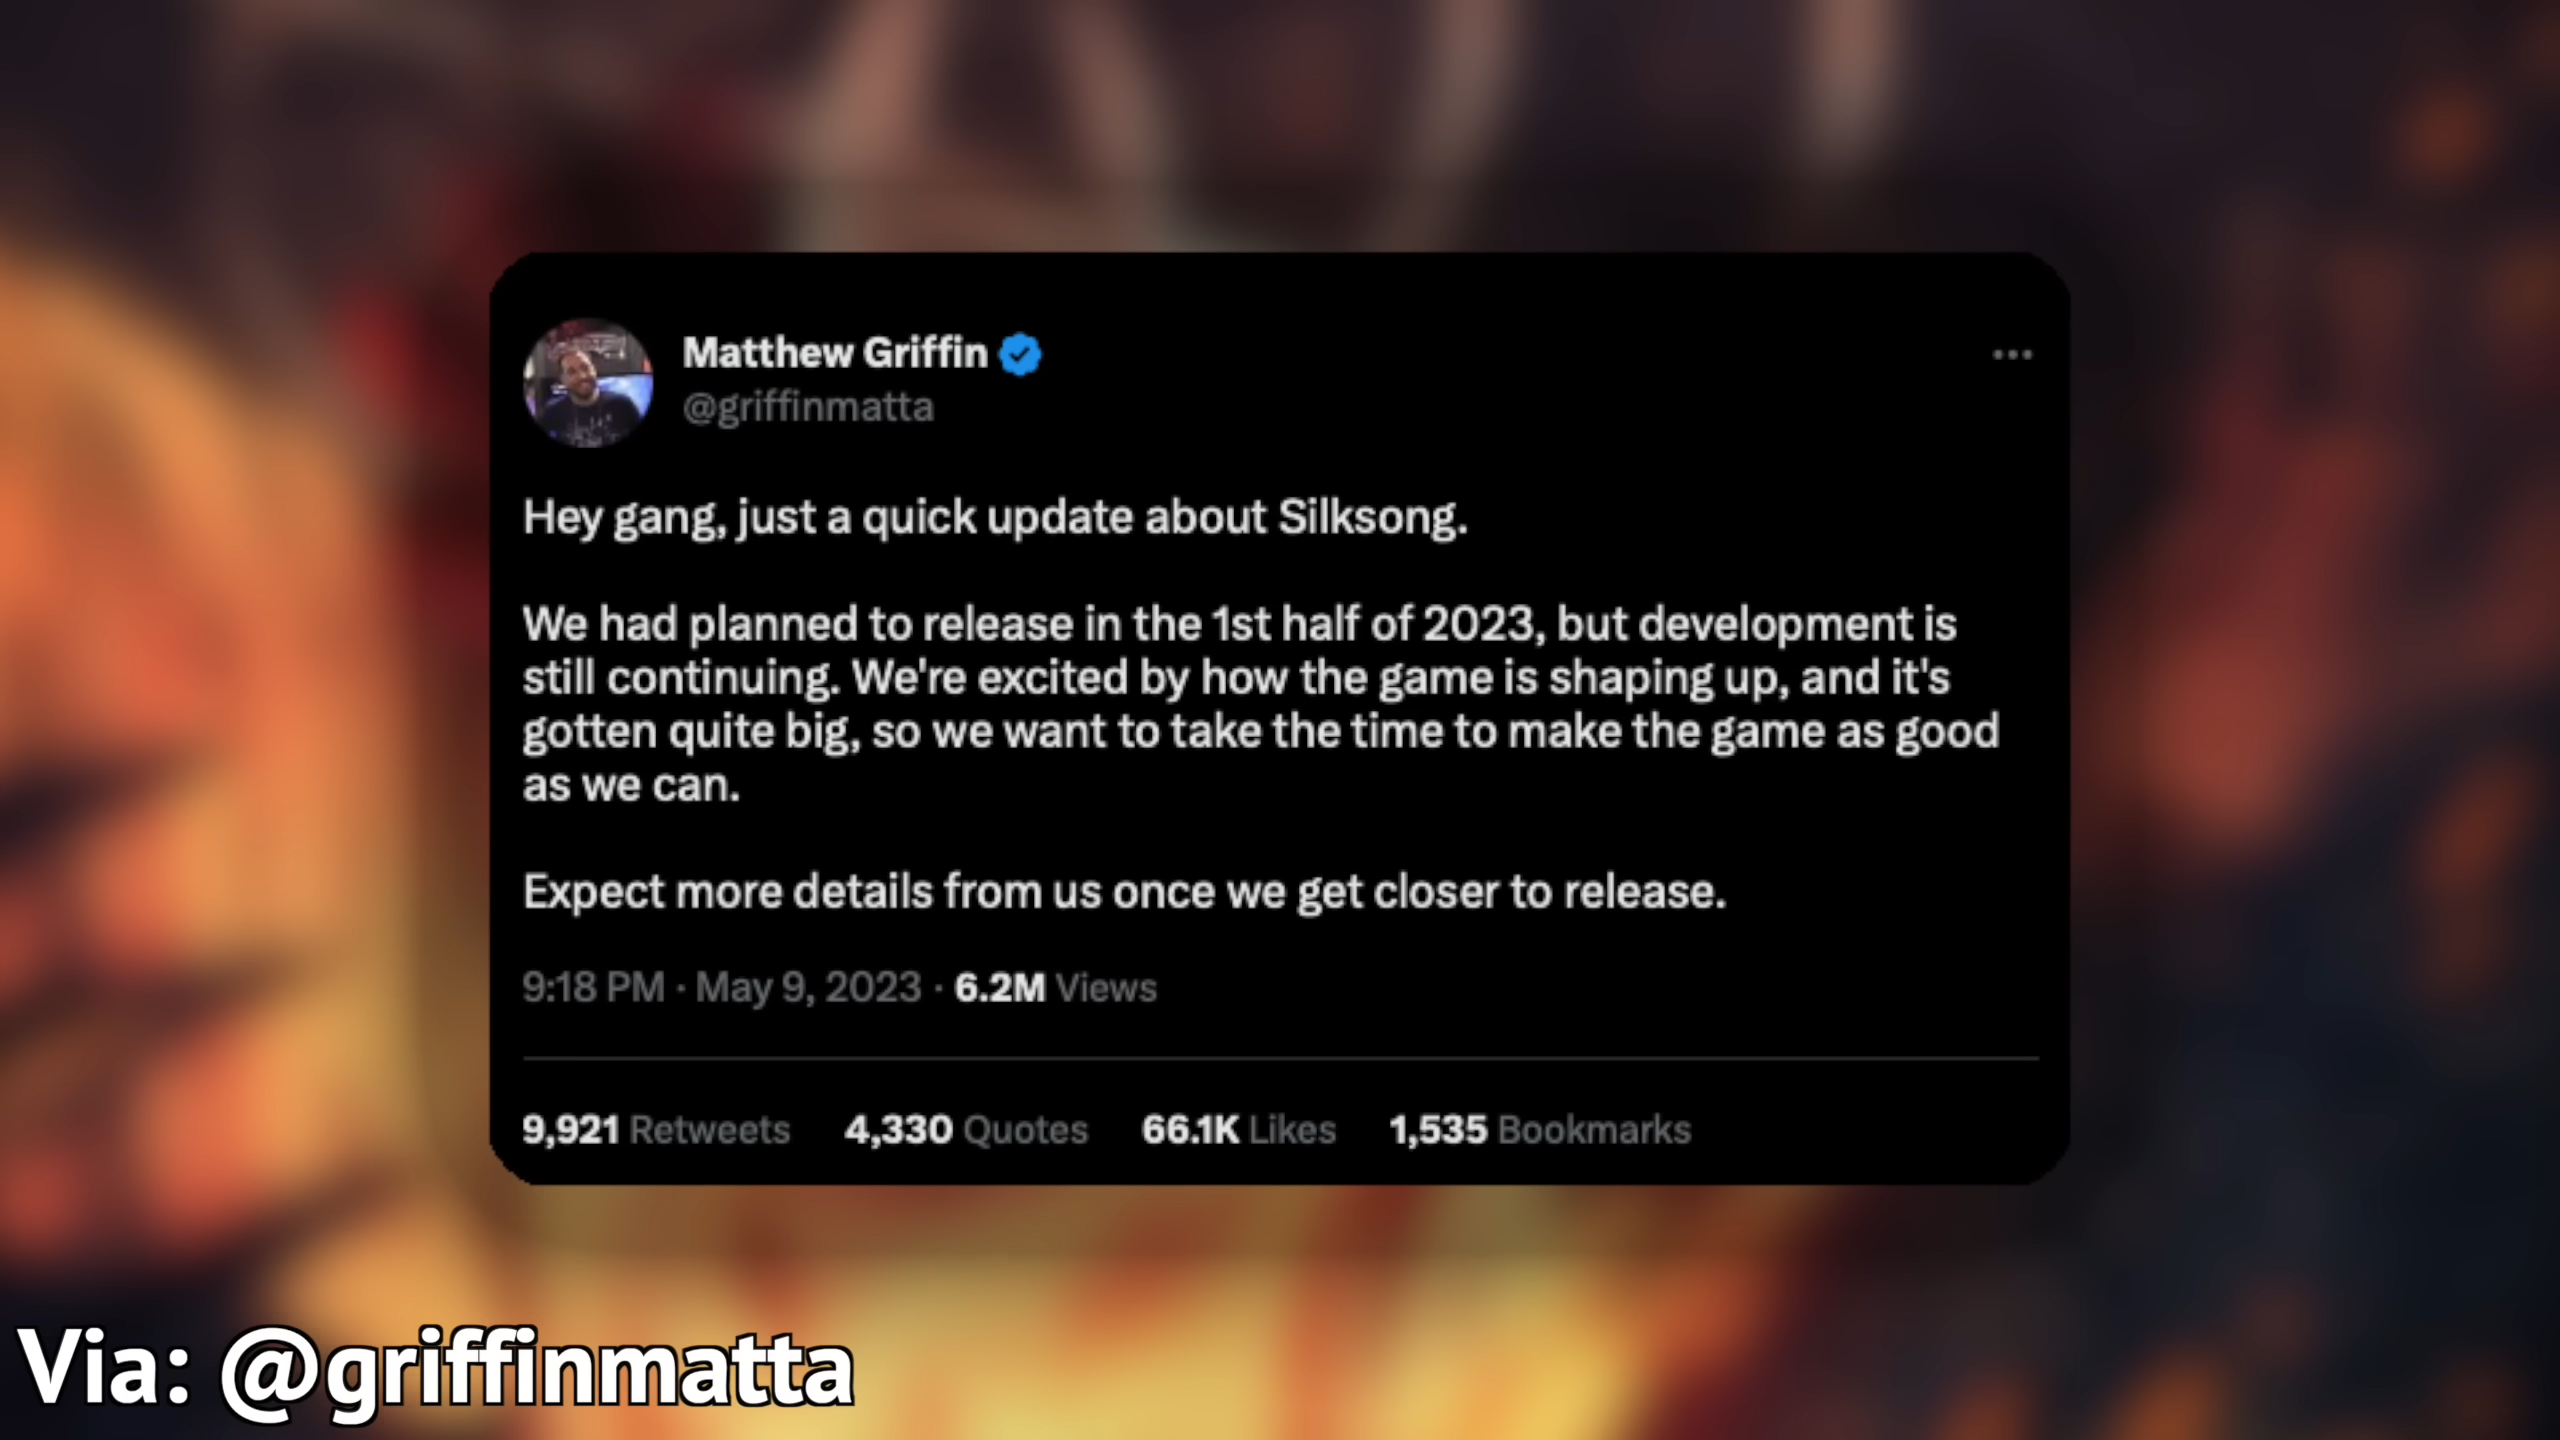 Matthew Griffin
@griffinmatta
Hey gang, just a quick update about Silksong.
We had planned to release in the 1st half of 2023, but development is
still continuing. We're excited by how the game is shaping up, and it's
gotten quite big, so we want to take the time to make the game as good
as we can.
Expect more details from us once we get closer to release.
9:18 PM · May 9, 2023 · 6.2M Views
9,921 Retweets 4,330 Quotes 66.1K Likes 1,535 Bookmarks
Via: @griffinmatta